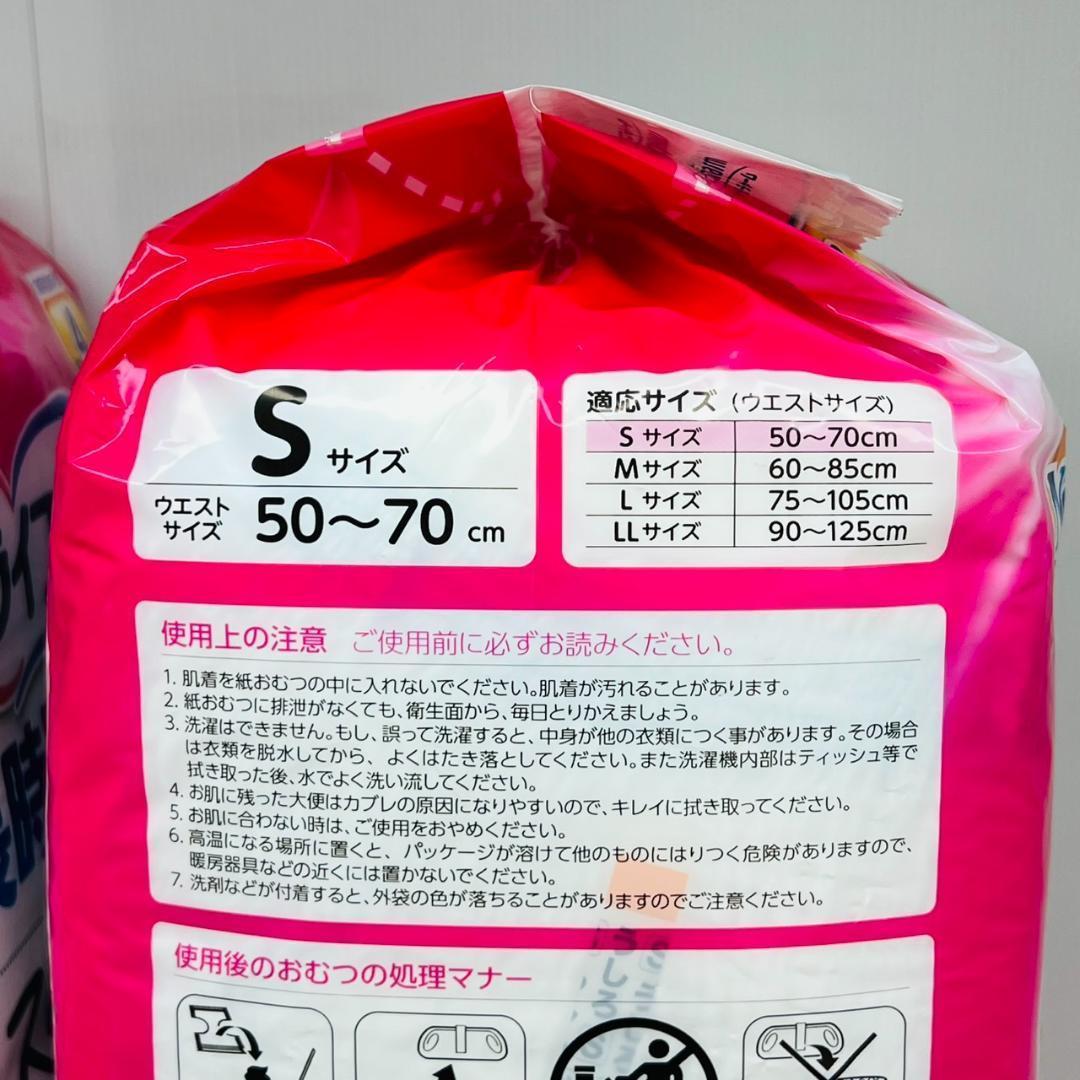 S サイズ
ウエスト
サイズ 50～70 cm
適応サイズ (ウエストサイズ)
S サイズ 50～70cm
Mサイズ 60～85cm
L サイズ 75～105cm
LLサイズ 90～125cm
使用上の注意 ご使用前に必ずお読みください。
1. 肌着を紙おむつの中に入れないでください。肌着が汚れることがあります。
2. 紙おむつに排泄がなくても、衛生面から、毎日とりかえましょう。
3. 洗濯はできません。もし、誤って洗濯すると、中身が他の衣類につく事があります。その場合
は衣類を脱水してから、よくはたき落としてください。また洗濯機内部はティッシュ等で
拭き取った後、水でよく洗い流してください。
4. お肌に残った大便はカブレの原因になりやすいので、キレイに拭き取ってください。
5. お肌に合わない時は、ご使用をおやめください。
6. 高温になる場所に置くと、パッケージが溶けて他のものにはりつく危険がありますので、
暖房器具などの近くには置かないでください。
7. 洗剤などが付着すると、外袋の色が落ちることがありますのでご注意ください。
使用後のおむつの処理マナー